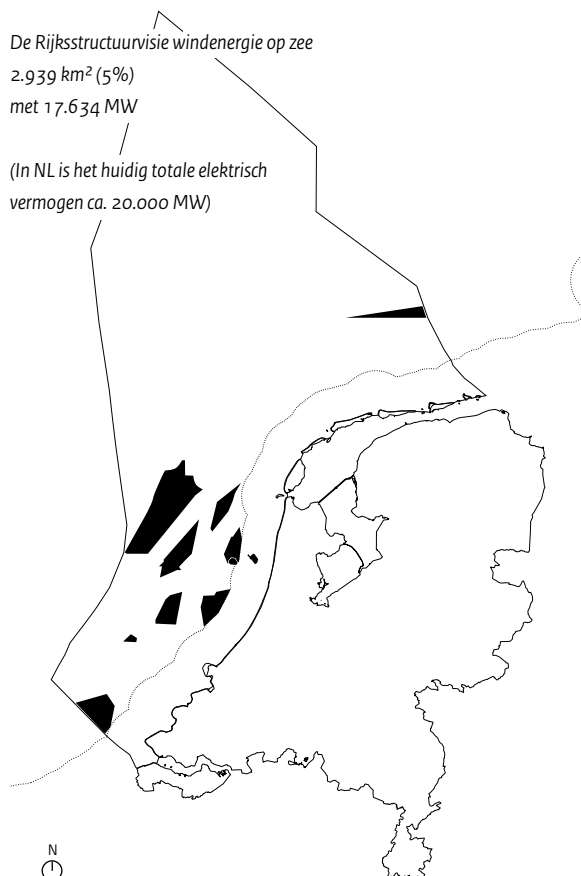 De Rijksstructuurvisie windenergie op zee
2.939 km² (5%)
met 17.634 MW
(In NL is het huidig totale elektrisch
vermogen ca. 20.000 MW)
N